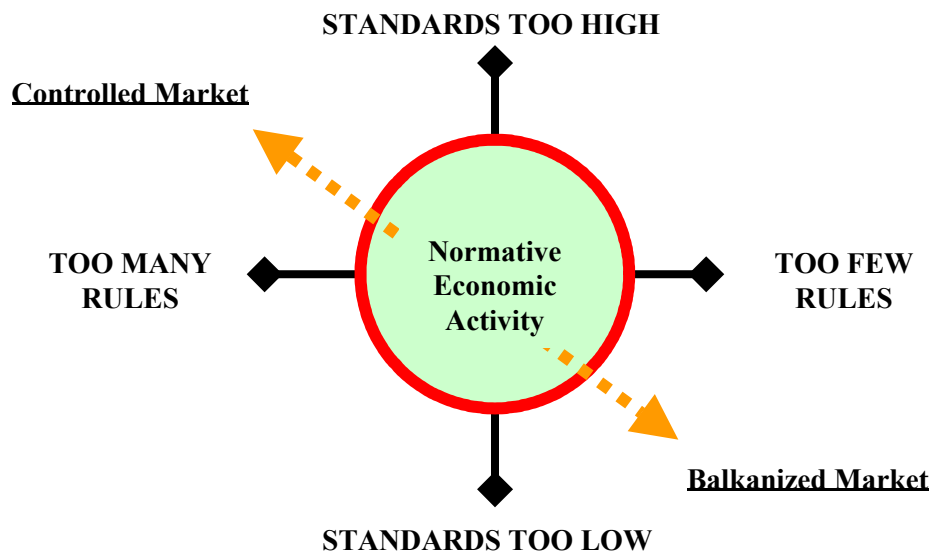 STANDARDS TOO HIGH
Controlled Market
TOO MANY
RULES
Normative
Economic
Activity
TOO FEW
RULES
Balkanized Market
STANDARDS TOO LOW